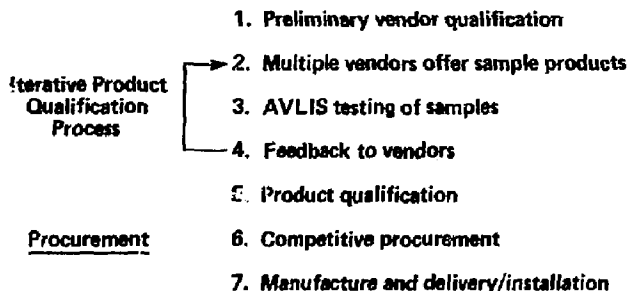 1. Preliminary vendor qualification
2. Multiple vendors offer sample products
Iterative Product
Qualification
Process
3. AVLIS testing of samples
4. Feedback to vendors
5. Product qualification
Procurement
6. Competitive procurement
7. Manufacture and delivery/installation